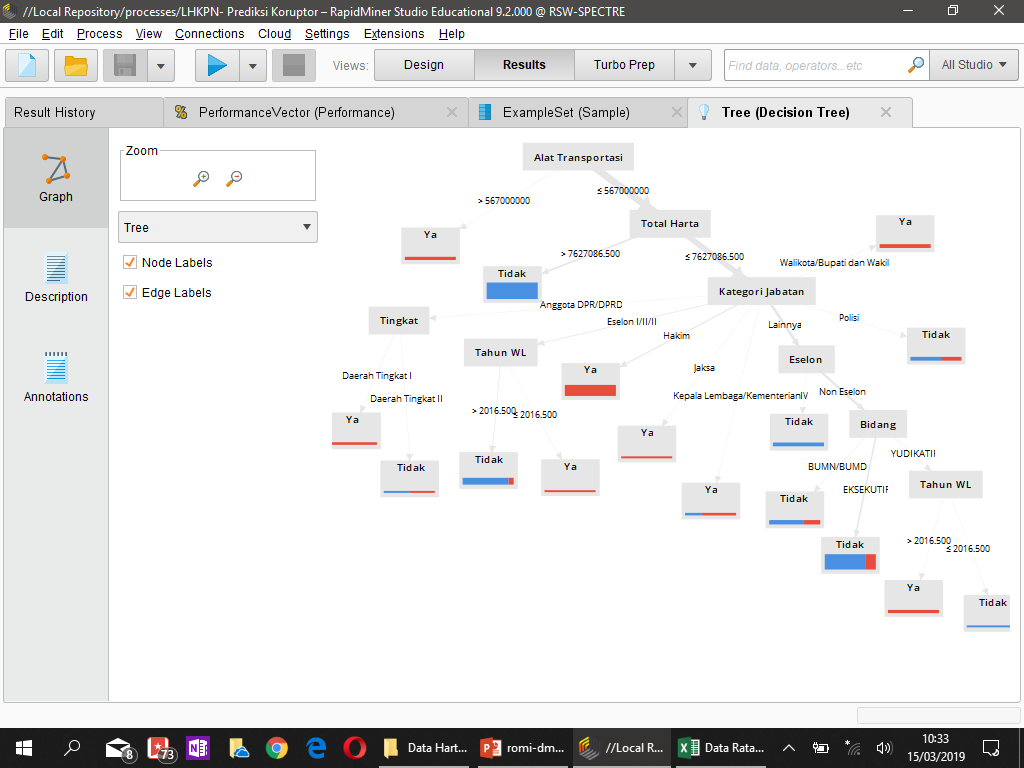 //Local Repository/processes/LHKPN- Prediksi Koruptor – RapidMiner Studio Educational 9.2.000 @ RSW-SPECTRE
File Edit Process View Connections Cloud Settings Extensions Help
Views: Design Results Turbo Prep Find data, operators...etc All Studio
Result History PerformanceVector (Performance) ExampleSet (Sample) Tree (Decision Tree)
Graph
Description
Annotations
Zoom
Tree
Node Labels
Edge Labels
Alat Transportasi
> 567000000
≤ 567000000
Ya
Total Harta
> 7627086.500
≤ 7627086.500
Tidak
Kategori Jabatan
Walikota/Bupati dan Wakil
Ya
Anggota DPR/DPRD
Eselon I/II/II
Hakim
Jaksa
Kepala Lembaga/Kementerian
Lainnya
Polisi
Tingkat
Tahun WL
Ya
Eselon
Tidak
Daerah Tingkat I
Daerah Tingkat II
> 2016.500
≤ 2016.500
IV
Non Eselon
Ya
Tidak
Tidak
Ya
Ya
Ya
Tidak
Bidang
BUMN/BUMD
EKSEKUTIF
YUDIKATIF
Tidak
Tidak
Tahun WL
> 2016.500
≤ 2016.500
Ya
Tidak
8
73
Data Hart...
romi-dm...
//Local R...
Data Rata...
10:33
15/03/2019